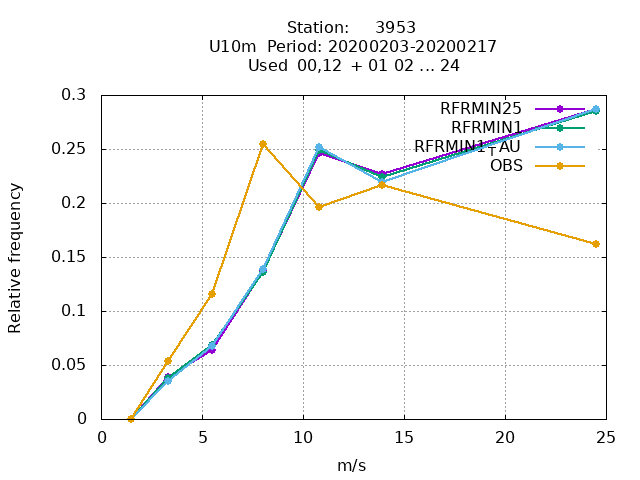 Station: 3953
U10m Period: 20200203-20200217
Used 00,12 + 01 02 ... 24
0.3
0.25
0.2
0.15
0.1
0.05
0
Relative frequency
RFRMIN25
RFRMIN1
RFRMIN1_TAU
OBS
0 5 10 15 20 25
m/s